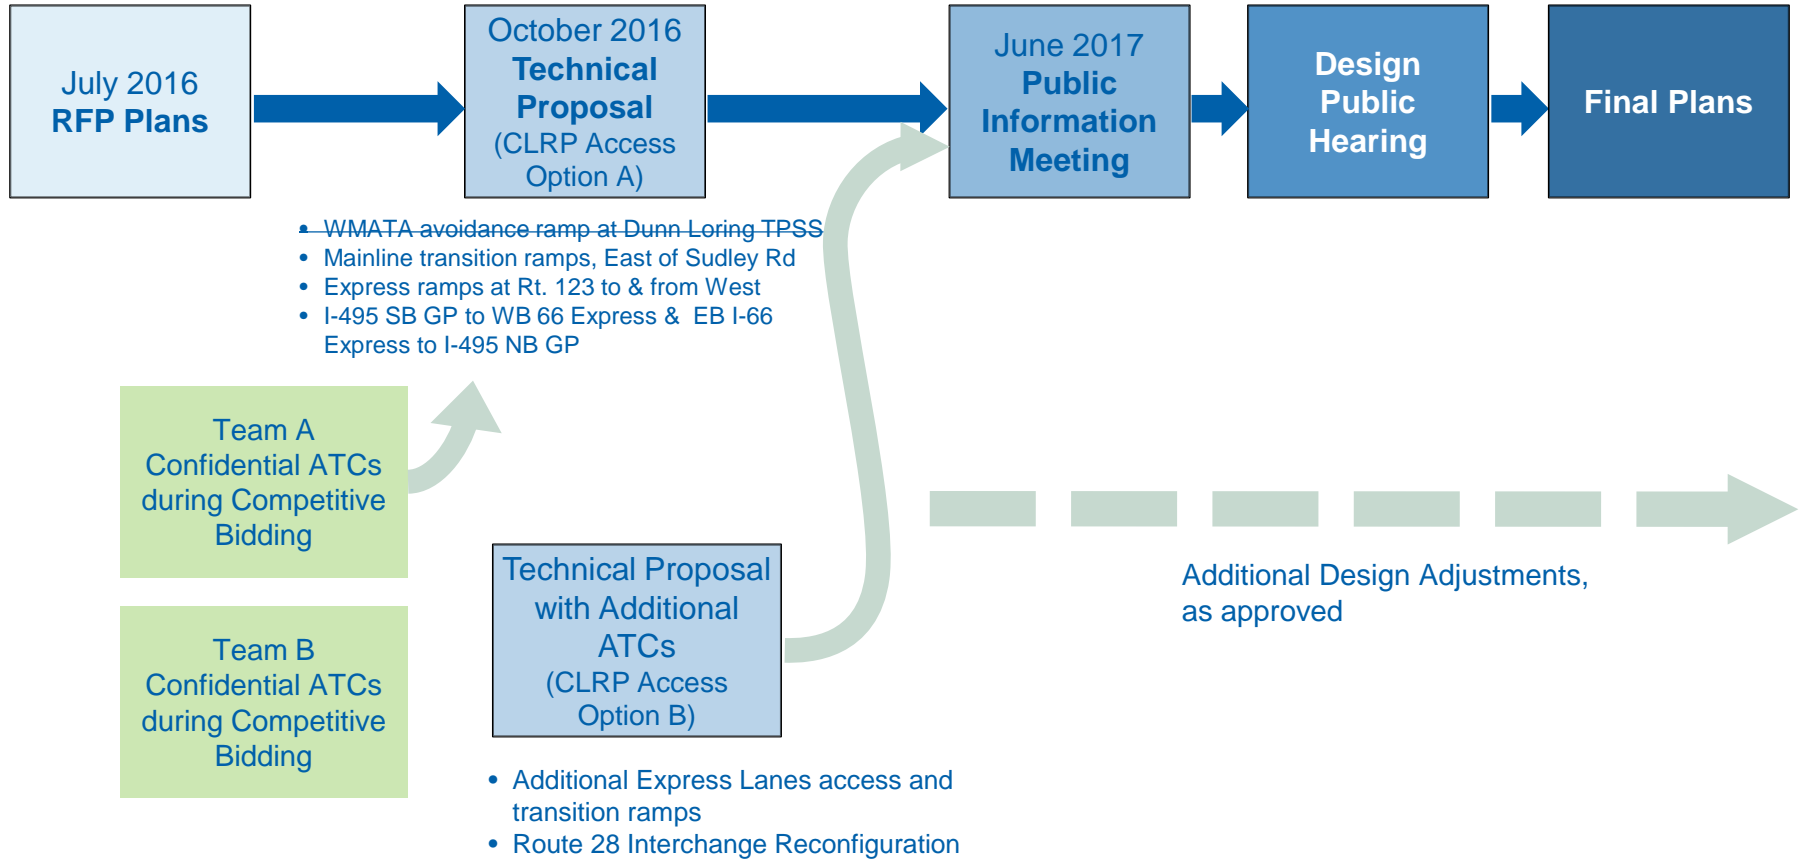 July 2016
RFP Plans
October 2016
Technical
Proposal
(CLRP Access
Option A)
June 2017
Public
Information
Meeting
Design
Public
Hearing
Final Plans
• WMATA avoidance ramp at Dunn Loring TPSS
• Mainline transition ramps, East of Sudley Rd
• Express ramps at Rt. 123 to & from West
• I-495 SB GP to WB 66 Express &  EB I-66
Express to I-495 NB GP
Team A
Confidential ATCs
during Competitive
Bidding
Team B
Confidential ATCs
during Competitive
Bidding
Technical Proposal
with Additional
ATCs
(CLRP Access
Option B)
• Additional Express Lanes access and
transition ramps
• Route 28 Interchange Reconfiguration
Additional Design Adjustments,
as approved